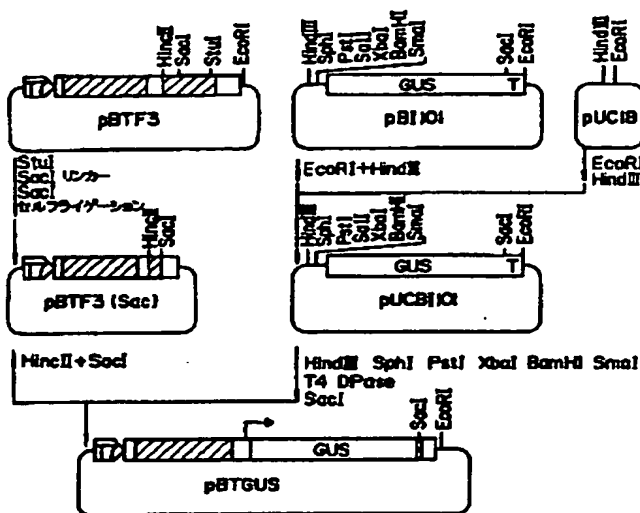 HincII
SacI
StuI
EcoRI
HindIII
SphI
PstI
SalI
XbaI
BamHI
SmaI
SacI
EcoRI
HindIII
EcoRI
GUS
T
pBTF3
pBI101
pUC18
StuI
SacI リンカー
SacI
セルフライゲーション
EcoRI+HindIII
EcoRI
HindIII
HincII
SacI
HindIII
SphI
PstI
SalI
XbaI
BamHI
SmaI
SacI
EcoRI
GUS
T
pBTF3 (Sac)
pUCBI101
HincII+SacI
HindIII SphI PstI XbaI BamHI SmaI
T4 DPase
SacI
SacI
EcoRI
GUS
pBTGUS